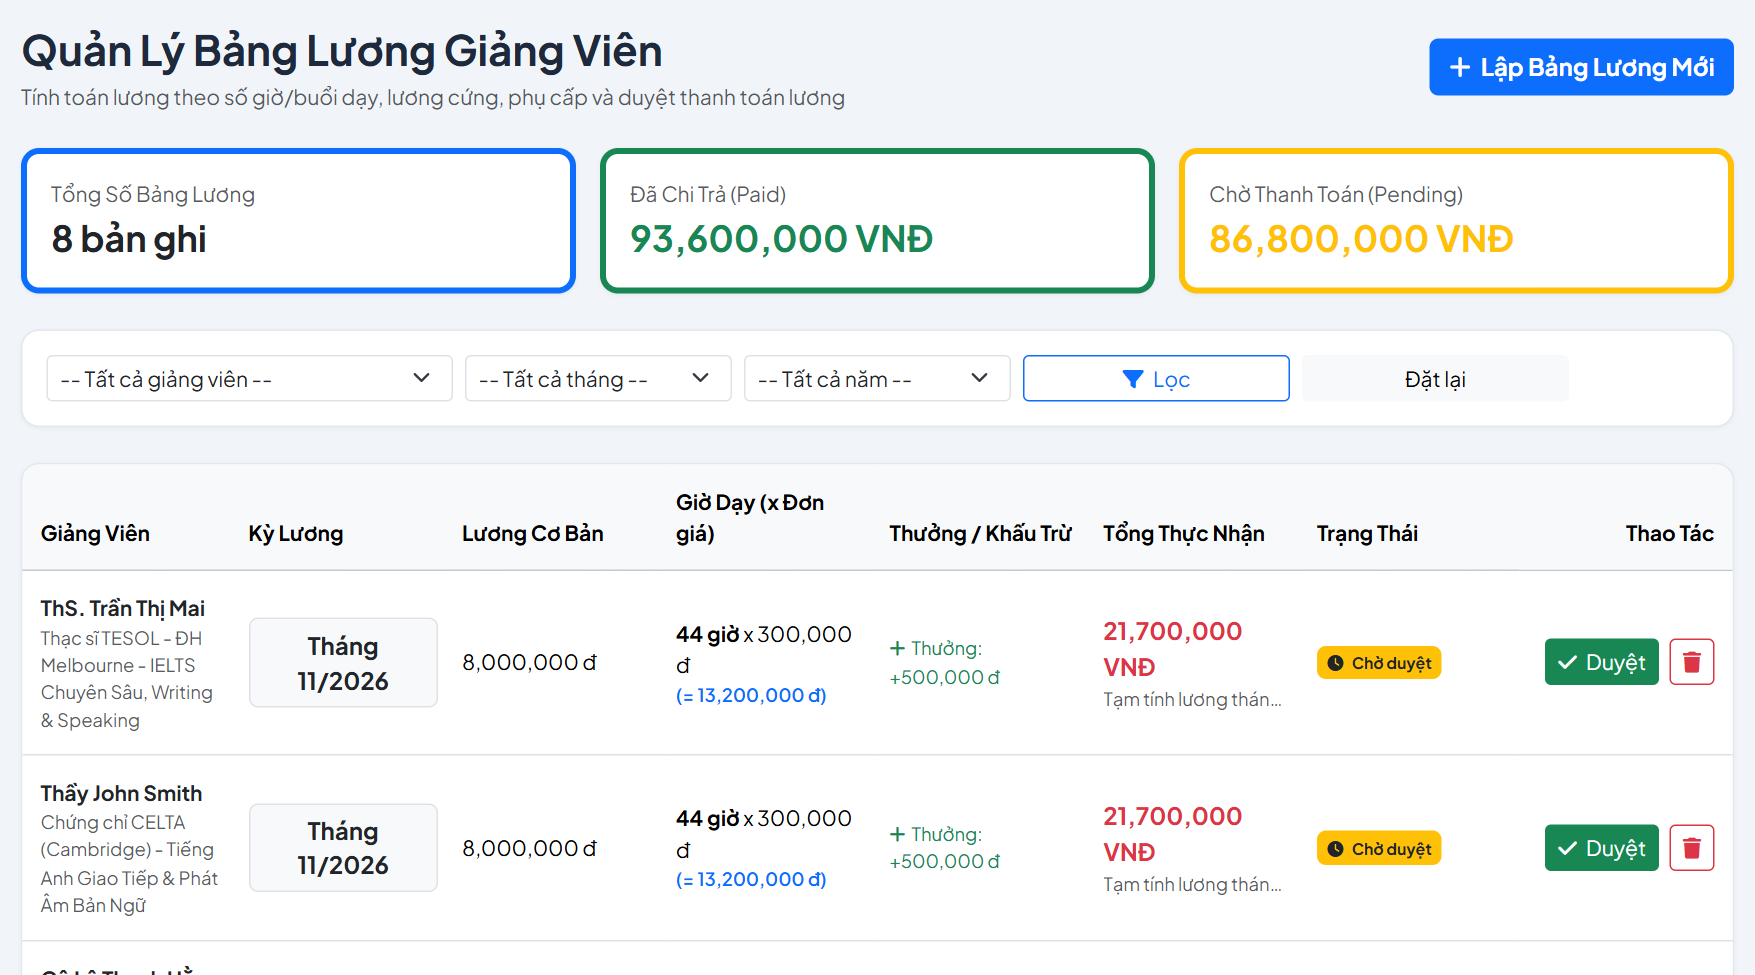 Quản Lý Bảng Lương Giảng Viên
Tính toán lương theo số giờ/buổi dạy, lương cứng, phụ cấp và duyệt thanh toán lương
+ Lập Bảng Lương Mới
Tổng Số Bảng Lương
8 bản ghi
Đã Chi Trả (Paid)
93,600,000 VNĐ
Chờ Thanh Toán (Pending)
86,800,000 VNĐ
-- Tất cả giảng viên --
-- Tất cả tháng --
-- Tất cả năm --
Lọc
Đặt lại
Giảng Viên
Kỳ Lương
Lương Cơ Bản
Giờ Dạy (x Đơn
giá)
Thưởng / Khấu Trừ
Tổng Thực Nhận
Trạng Thái
Thao Tác
ThS. Trần Thị Mai
Thạc sĩ TESOL - ĐH
Melbourne - IELTS
Chuyên Sâu, Writing
& Speaking
Tháng
11/2026
8,000,000 đ
44 giờ x 300,000
đ
(= 13,200,000 đ)
+ Thưởng:
+500,000 đ
21,700,000
VNĐ
Tạm tính lương thán...
Chờ duyệt
Duyệt
Thầy John Smith
Chứng chỉ CELTA
(Cambridge) - Tiếng
Anh Giao Tiếp & Phát
Âm Bản Ngữ
Tháng
11/2026
8,000,000 đ
44 giờ x 300,000
đ
(= 13,200,000 đ)
+ Thưởng:
+500,000 đ
21,700,000
VNĐ
Tạm tính lương thán...
Chờ duyệt
Duyệt